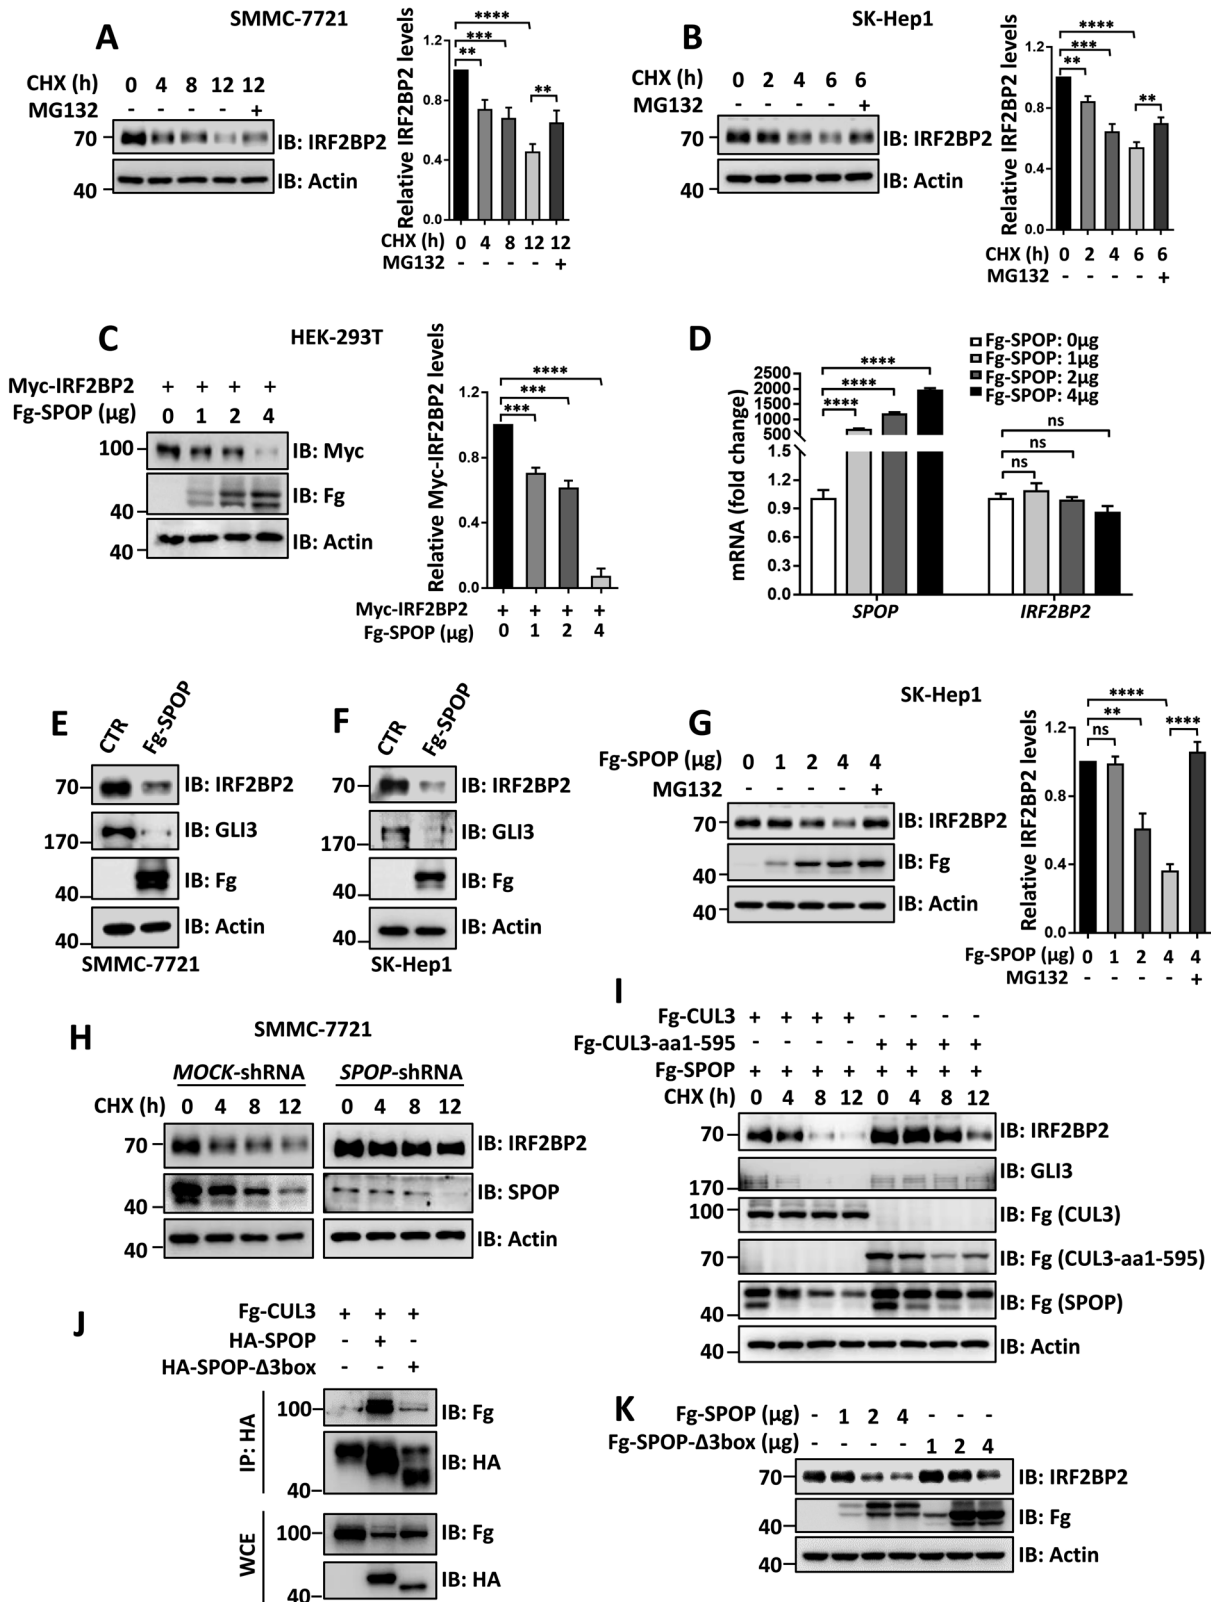 A
SMMC-7721
CHX (h) 0 4 8 12 12
MG132 - - - - +
70
IB: IRF2BP2
40
IB: Actin
Relative IRF2BP2 levels
1.2
0.8
0.4
0.0
****
***
**
**
CHX (h) 0 4 8 12 12
MG132 - - - - +
B
SK-Hep1
CHX (h) 0 2 4 6 6
MG132 - - - - +
70
IB: IRF2BP2
40
IB: Actin
Relative IRF2BP2 levels
1.2
0.8
0.4
0.0
****
***
**
**
CHX (h) 0 2 4 6 6
MG132 - - - - +
C
HEK-293T
Myc-IRF2BP2 + + + +
Fg-SPOP (µg) 0 1 2 4
100
IB: Myc
40
IB: Fg
40
IB: Actin
Relative Myc-IRF2BP2 levels
1.2
0.8
0.4
0.0
****
***
***
Myc-IRF2BP2 + + + +
Fg-SPOP (µg) 0 1 2 4
D
Fg-SPOP: 0µg
Fg-SPOP: 1µg
Fg-SPOP: 2µg
Fg-SPOP: 4µg
mRNA (fold change)
2500
2000
1500
1000
500
1.5
1.2
0.9
0.6
0.3
0.0
****
****
****
ns
ns
ns
SPOP IRF2BP2
E
CTR Fg-SPOP
70
IB: IRF2BP2
170
IB: GLI3
40
IB: Fg
40
IB: Actin
SMMC-7721
F
CTR Fg-SPOP
70
IB: IRF2BP2
170
IB: GLI3
40
IB: Fg
40
IB: Actin
SK-Hep1
G
SK-Hep1
Fg-SPOP (µg) 0 1 2 4 4
MG132 - - - - +
70
IB: IRF2BP2
40
IB: Fg
40
IB: Actin
Relative IRF2BP2 levels
1.2
0.8
0.4
0.0
****
**
ns
****
Fg-SPOP (µg) 0 1 2 4 4
MG132 - - - - +
H
SMMC-7721
MOCK-shRNA SPOP-shRNA
CHX (h) 0 4 8 12 0 4 8 12
70
IB: IRF2BP2
40
IB: SPOP
40
IB: Actin
I
Fg-CUL3 + + + + - - - -
Fg-CUL3-aa1-595 - - - - + + + +
Fg-SPOP + + + + + + + +
CHX (h) 0 4 8 12 0 4 8 12
70
IB: IRF2BP2
170
IB: GLI3
100
IB: Fg (CUL3)
70
IB: Fg (CUL3-aa1-595)
40
IB: Fg (SPOP)
40
IB: Actin
J
Fg-CUL3 + + +
HA-SPOP - + -
HA-SPOP-Δ3box - - +
IP: HA
100
IB: Fg
40
IB: HA
WCE
100
IB: Fg
40
IB: HA
K
Fg-SPOP (µg) - 1 2 4 - - -
Fg-SPOP-Δ3box (µg) - - - - 1 2 4
70
IB: IRF2BP2
40
IB: Fg
40
IB: Actin